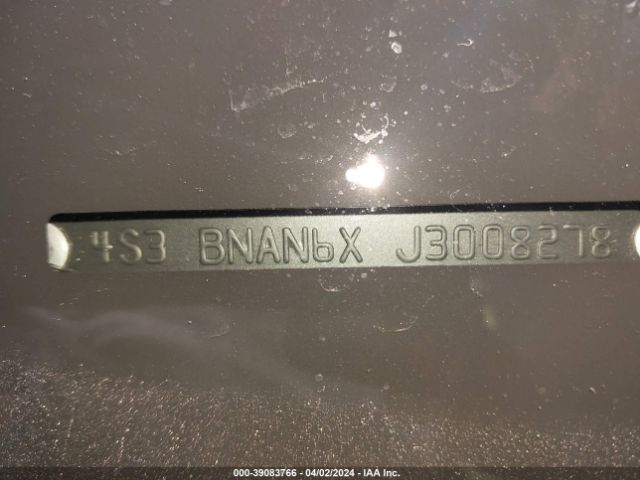 4S3 BNAN6X J3008278
000-39083766 - 04/02/2024 - IAA Inc.